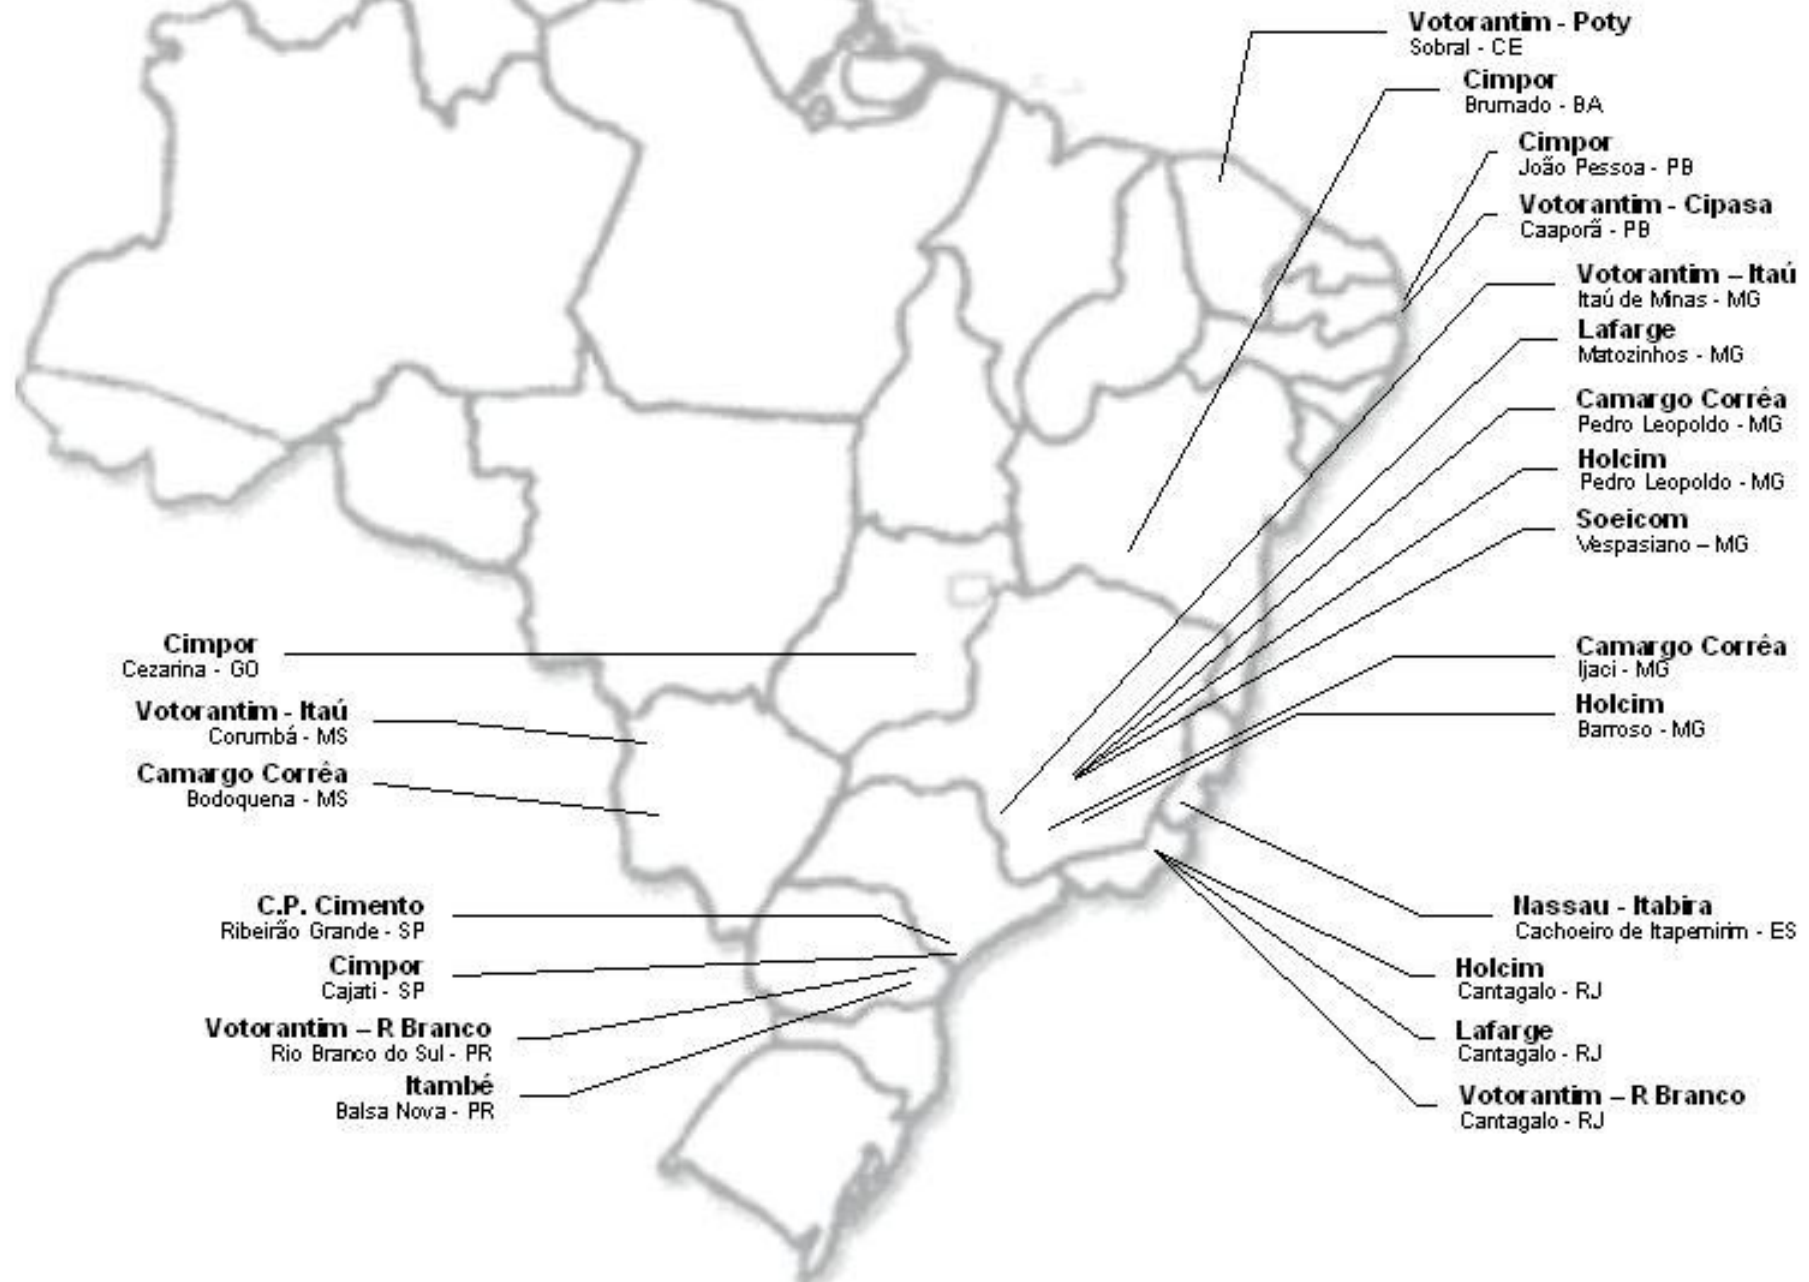 Votorantim - Poty
Sobral - CE
Cimpor
Brumado - BA
Cimpor
João Pessoa - PB
Votorantim - Cipasa
Caaporã - PB
Votorantim – Itaú
Itaú de Minas - MG
Lafarge
Matozinhos - MG
Camargo Corrêa
Pedro Leopoldo - MG
Holcim
Pedro Leopoldo - MG
Soeicom
Vespasiano – MG
Camargo Corrêa
Ijaci - MG
Holcim
Barroso - MG
Cimpor
Cezarina - GO
Votorantim - Itaú
Corumbá - MS
Camargo Corrêa
Bodoquena - MS
C.P. Cimento
Ribeirão Grande - SP
Cimpor
Cajati - SP
Votorantim – R Branco
Rio Branco do Sul - PR
Itambé
Balsa Nova - PR
Nassau - Itabira
Cachoeiro de Itapemirim - ES
Holcim
Cantagalo - RJ
Lafarge
Cantagalo - RJ
Votorantim – R Branco
Cantagalo - RJ